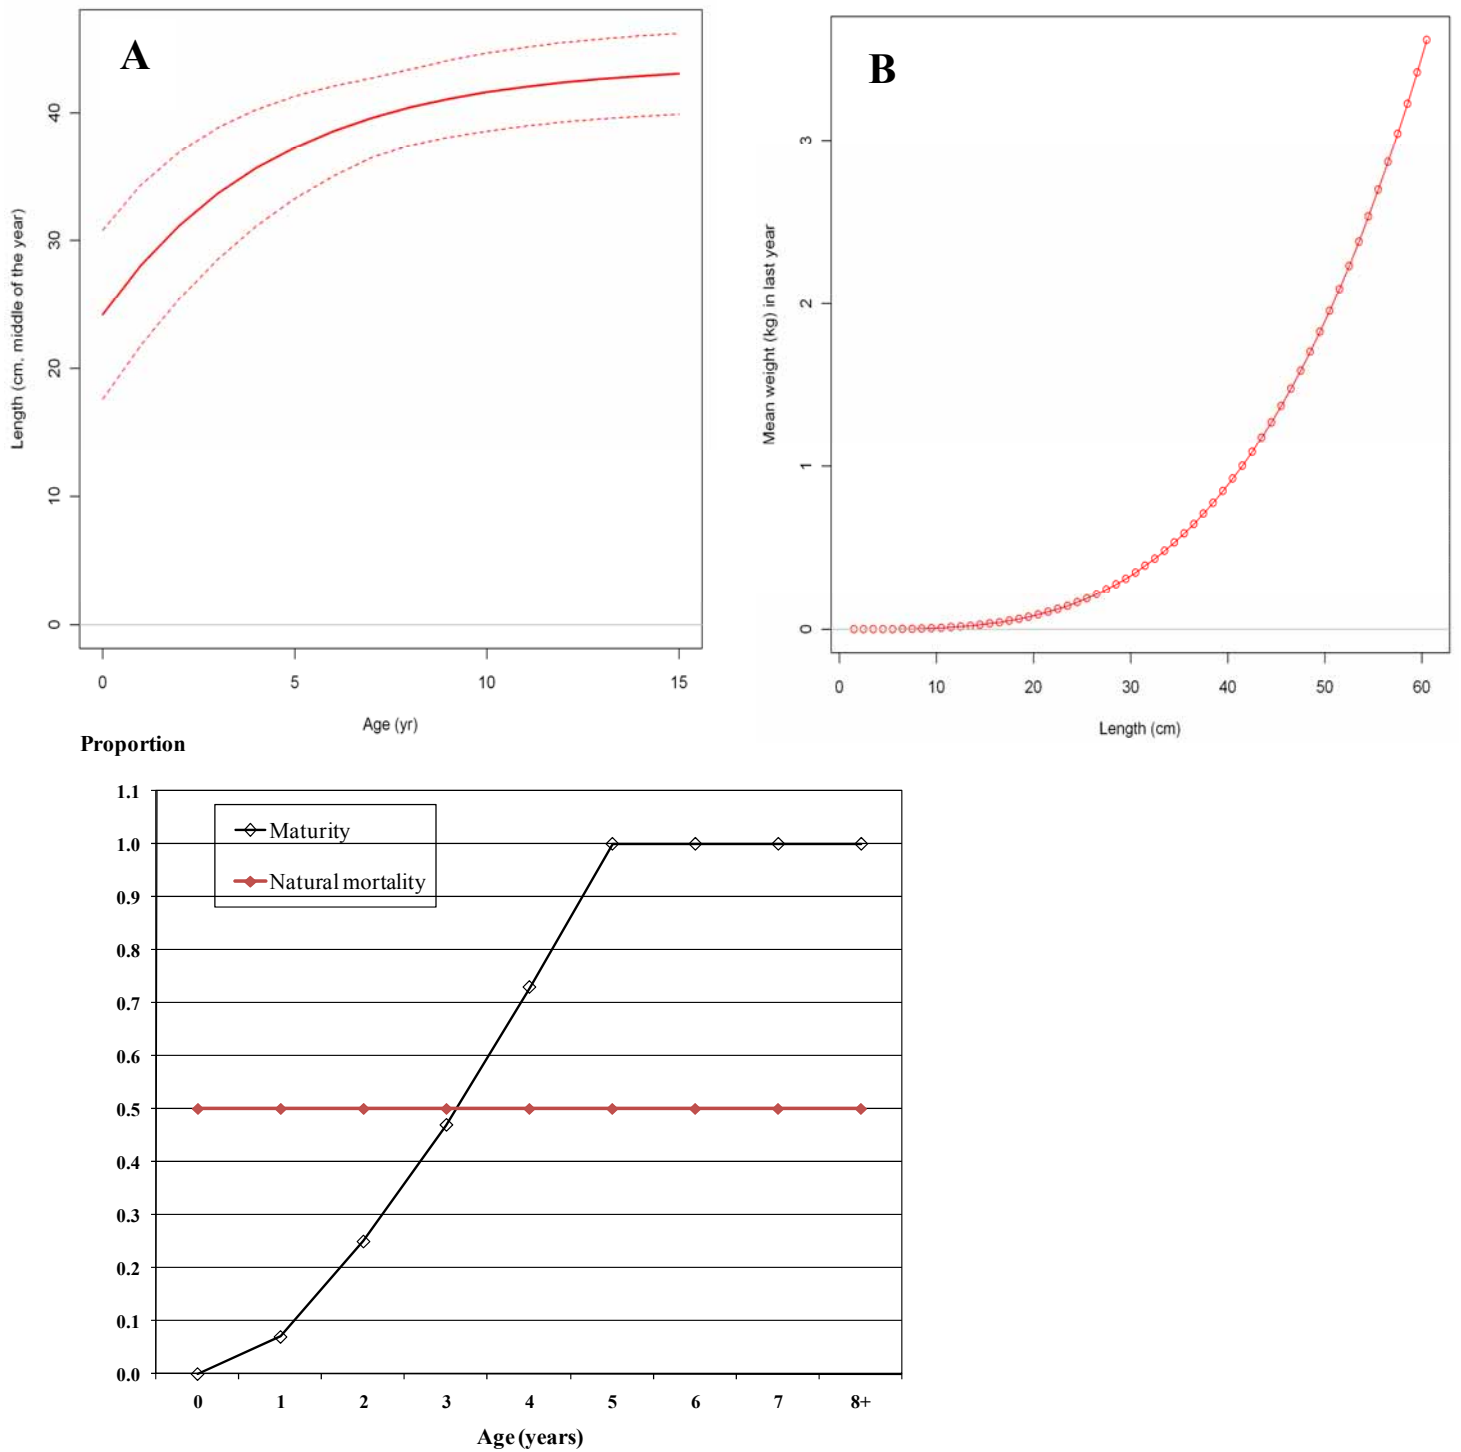 A
40
30
20
10
0
Length (cm, middle of the year)
0 5 10 15
Age (yr)
B
3
2
1
0
Mean weight (kg) in last year
0 10 20 30 40 50 60
Length (cm)
Proportion
1.1
1.0
0.9
0.8
0.7
0.6
0.5
0.4
0.3
0.2
0.1
0.0
Maturity
Natural mortality
0 1 2 3 4 5 6 7 8+
Age (years)